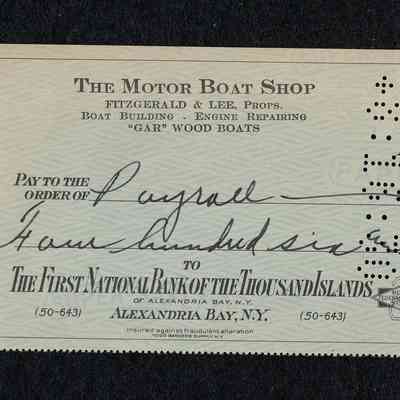 THE MOTOR BOAT SHOP
FITZGERALD & LEE, PROPS.
BOAT BUILDING - ENGINE REPAIRING
"GAR" WOOD BOATS
PAY TO THE
ORDER OF Payroll
Four hundred six and
TO
THE FIRST NATIONAL BANK OF THE THOUSAND ISLANDS
OF ALEXANDRIA BAY, N.Y.
(50-643) ALEXANDRIA BAY, N.Y. (50-643)
Insured against fraudulent alteration